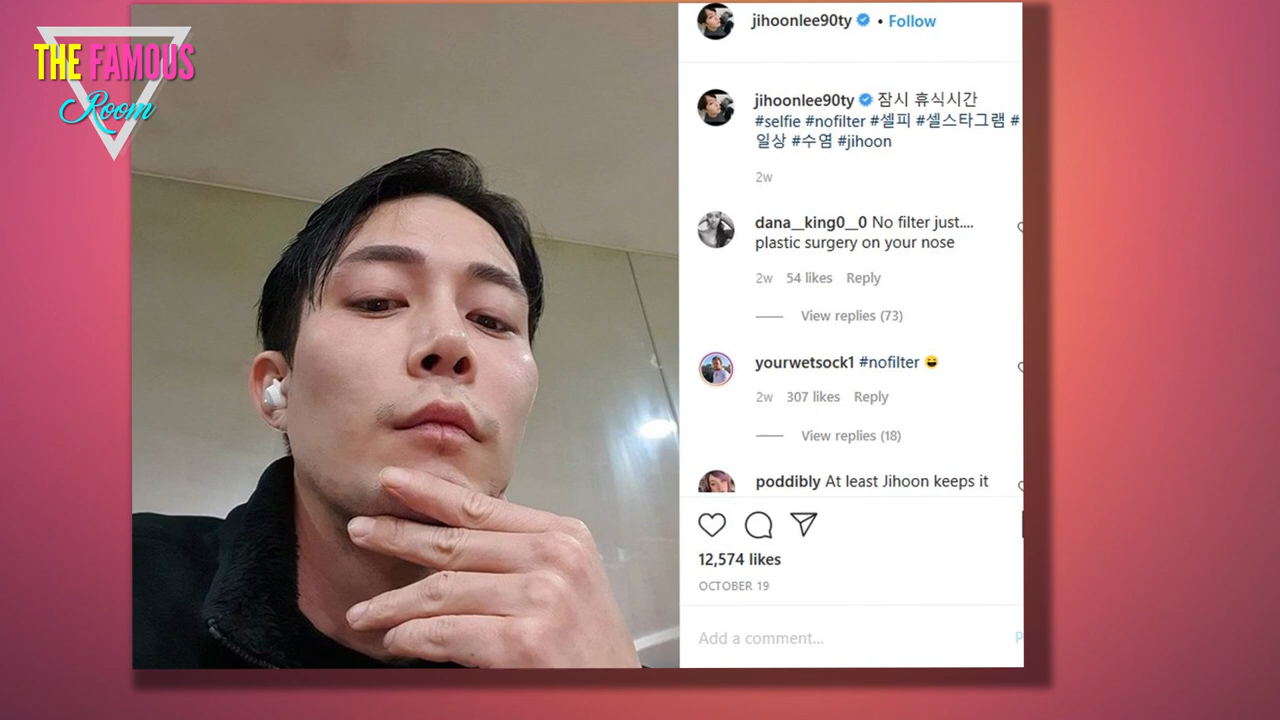 THE FAMOUS
Room
jihoonlee90ty • Follow
jihoonlee90ty 잠시 휴식시간
#selfie #nofilter #셀피 #셀스타그램 #
일상 #수염 #jihoon
2w
dana__king0__0 No filter just....
plastic surgery on your nose
2w 54 likes Reply
View replies (73)
yourwetsock1 #nofilter 😆
2w 307 likes Reply
View replies (18)
poddibly At least Jihoon keeps it
12,574 likes
OCTOBER 19
Add a comment... P